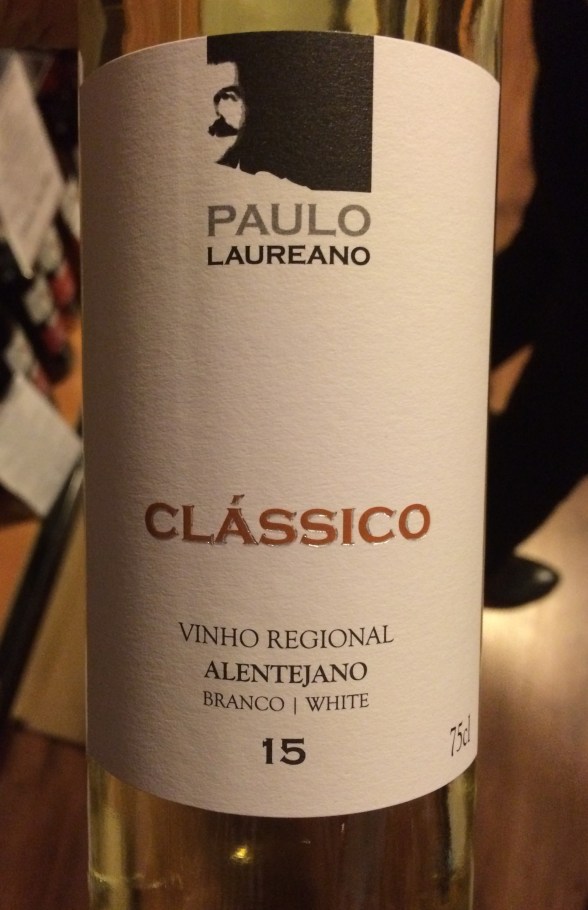 PAULO
LAUREANO
CLÁSSICO
VINHO REGIONAL
ALENTEJANO
BRANCO | WHITE
15
75cl